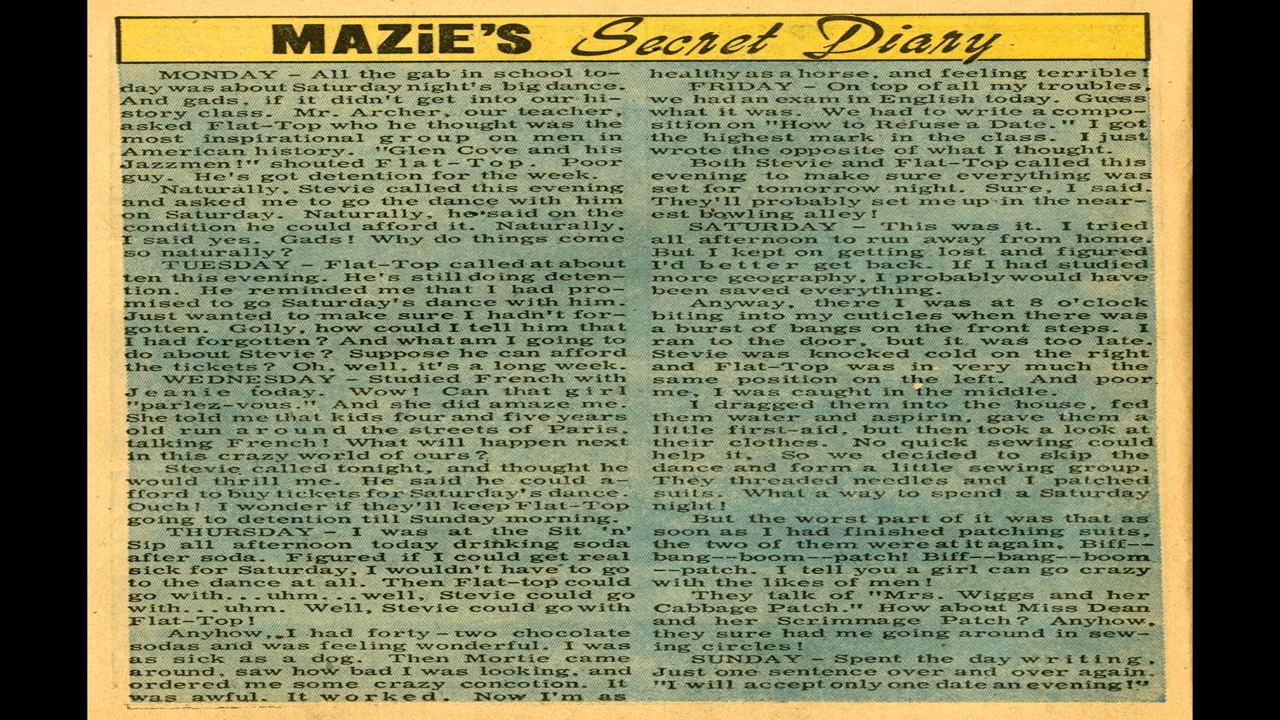 MAZiE'S Secret Diary
MONDAY - All the gab in school to-
day was about Saturday night's big dance.
And gads, if it didn't get into our hi-
story class. Mr. Archer, our teacher,
asked Flat-Top who he thought was the
most inspirational group on men in
American history. "Glen Cove and his
Jazzmen!" shouted Flat-Top. Poor
guy. He's got detention for the week.
Naturally, Stevie called this evening
and asked me to go the dance with him
on Saturday. Naturally, he said on the
condition he could afford it. Naturally,
I said yes. Gads! Why do things come
so naturally?
TUESDAY - Flat-Top called at about
ten this evening. He's still doing deten-
tion. He reminded me that I had pro-
mised to go Saturday's dance with him.
Just wanted to make sure I hadn't for-
gotten. Golly, how could I tell him that
I had forgotten? And what am I going to
do about Stevie? Suppose he can afford
the tickets? Oh, well, it's a long week.
WEDNESDAY - Studied French with
Jeanie today. Wow! Can that girl
"parlez-vous." And she did amaze me.
She told me that kids four and five years
old run around the streets of Paris,
talking French! What will happen next
in this crazy world of ours?
Stevie called tonight, and thought he
would thrill me. He said he could a-
fford to buy tickets for Saturday's dance.
Ouch! I wonder if they'll keep Flat-Top
going to detention till Sunday morning.
THURSDAY - I was at the Sit 'n'
Sip all afternoon today drinking soda
after soda. Figured if I could get real
sick for Saturday, I wouldn't have to go
to the dance at all. Then Flat-top could
go with...uhm...well, Stevie could go
with...uhm. Well, Stevie could go with
Flat-Top!
Anyhow, I had forty-two chocolate
sodas and was feeling wonderful. I was
as sick as a dog. Then Mortie came
around, saw how bad I was looking, and
ordered me some crazy concotion. It
was awful. It worked. Now I'm as
healthy as a horse, and feeling terrible!
FRIDAY - On top of all my troubles,
we had an exam in English today. Guess
what it was. We had to write a compo-
sition on "How to Refuse a Date." I got
the highest mark in the class. I just
wrote the opposite of what I thought.
Both Stevie and Flat-Top called this
evening to make sure everything was
set for tomorrow night. Sure, I said.
They'll probably set me up in the near-
est bowling alley!
SATURDAY - This was it. I tried
all afternoon to run away from home.
But I kept on getting lost, and figured
I'd better get back. If I had studied
more geography, I probably would have
been saved everything.
Anyway, there I was at 8 o'clock
biting into my cuticles when there was
a burst of bangs on the front steps. I
ran to the door, but it was too late.
Stevie was knocked cold on the right
and Flat-Top was in very much the
same position on the left. And poor
me, I was caught in the middle.
I dragged them into the house, fed
them water and aspirin, gave them a
little first-aid, but then took a look at
their clothes. No quick sewing could
help it. So we decided to skip the
dance and form a little sewing group.
They threaded needles and I patched
suits. What a way to spend a Saturday
night!
But the worst part of it was that as
soon as I had finished patching suits,
the two of them were at it again. Biff--
bang--boom--patch! Biff--bang--boom
--patch. I tell you a girl can go crazy
with the likes of men!
They talk of "Mrs. Wiggs and her
Cabbage Patch." How about Miss Dean
and her Scrimmage Patch? Anyhow,
they sure had me going around in sew-
ing circles!
SUNDAY - Spent the day writing,
Just one sentence over and over again.
"I will accept only one date an evening!"